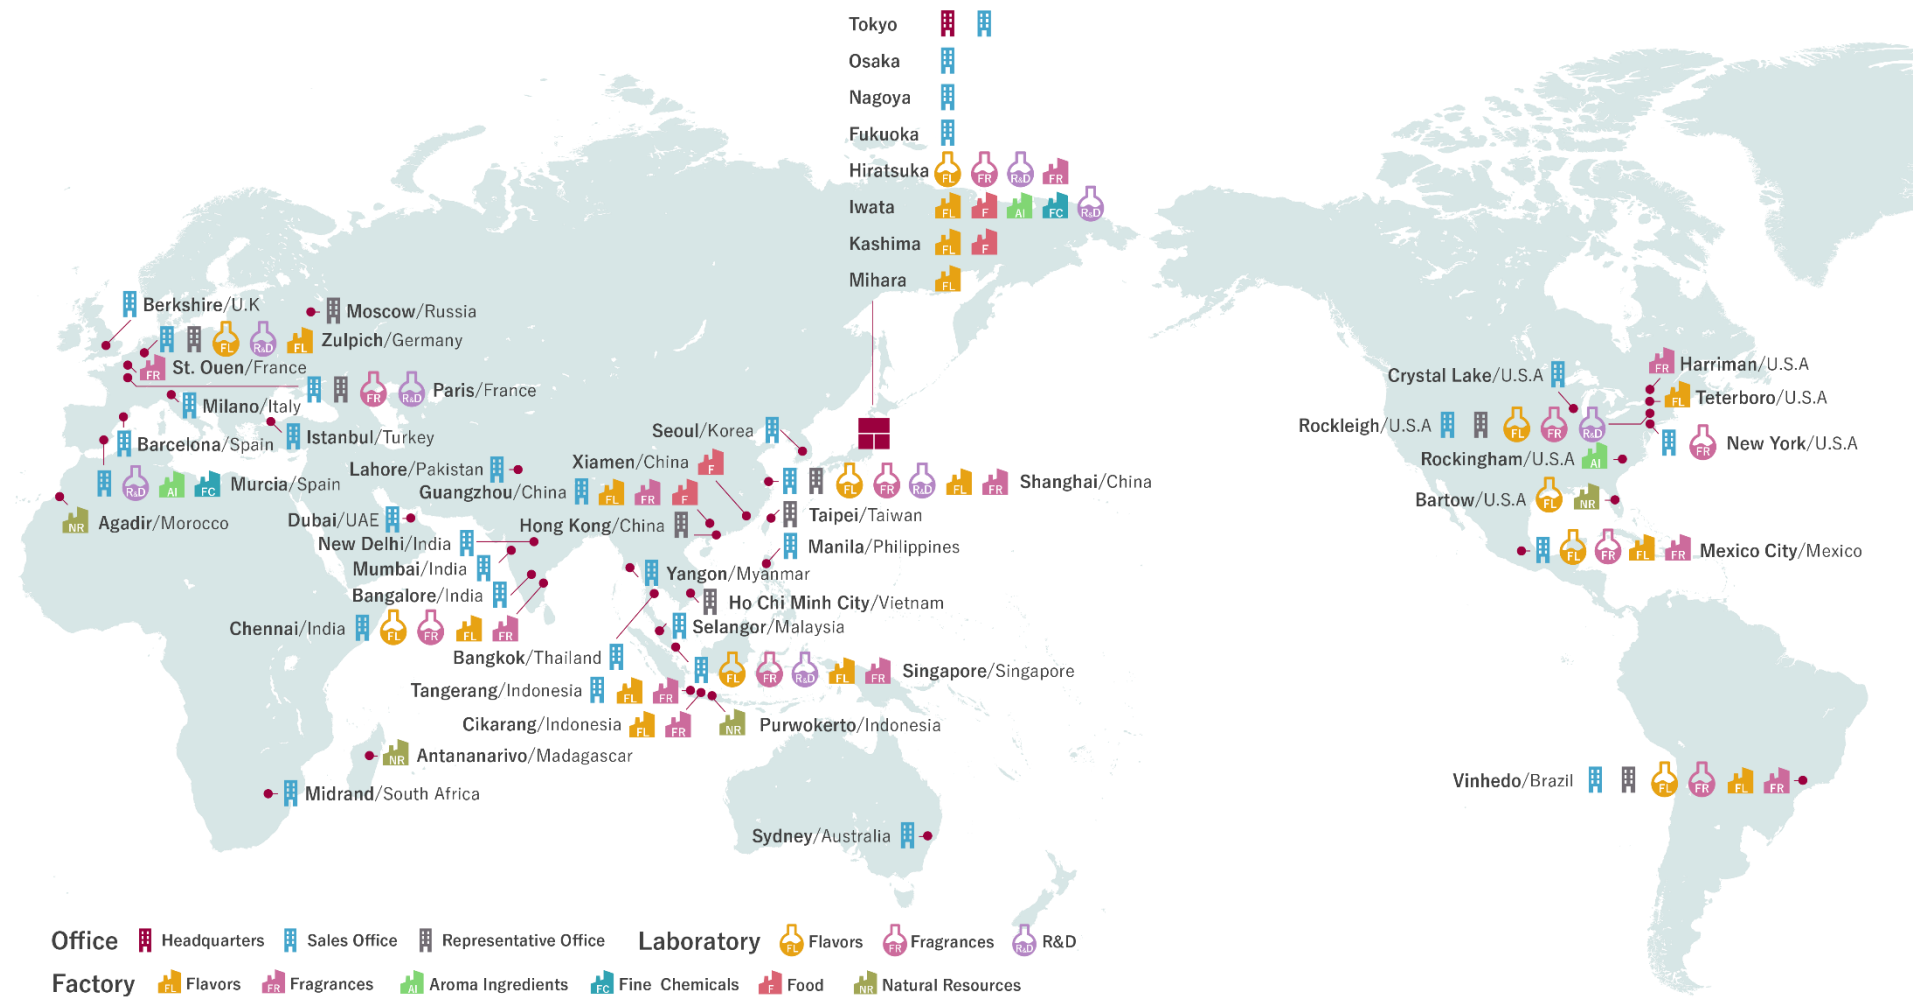 Tokyo
Osaka
Nagoya
Fukuoka
Hiratsuka FL FR R&D FR
Iwata FL F AI FC R&D
Kashima FL F
Mihara FL
Berkshire/U.K
Moscow/Russia
FL R&D FL Zulpich/Germany
FR St. Ouen/France
FR R&D Paris/France
Milano/Italy
Istanbul/Turkey
Barcelona/Spain
R&D AI FC Murcia/Spain
NR Agadir/Morocco
Seoul/Korea
Lahore/Pakistan
Xiamen/China F
Guangzhou/China FL FR F
FL FR R&D FL FR Shanghai/China
Dubai/UAE
Hong Kong/China
Taipei/Taiwan
New Delhi/India
Manila/Philippines
Mumbai/India
Yangon/Myanmar
Bangalore/India
Ho Chi Minh City/Vietnam
Chennai/India FL FR FL FR
Selangor/Malaysia
Bangkok/Thailand
FL FR R&D FL FR Singapore/Singapore
Tangerang/Indonesia FL FR
Cikarang/Indonesia FL FR
NR Purwokerto/Indonesia
NR Antananarivo/Madagascar
Midrand/South Africa
Sydney/Australia
FR Harriman/U.S.A
Crystal Lake/U.S.A
FL Teterboro/U.S.A
Rockleigh/U.S.A FL FR R&D
FR New York/U.S.A
Rockingham/U.S.A AI
Bartow/U.S.A FL NR
FL FR FL FR Mexico City/Mexico
Vinhedo/Brazil FL FR FL FR
Office Headquarters Sales Office Representative Office Laboratory FL Flavors FR Fragrances R&D R&D
Factory FL Flavors FR Fragrances AI Aroma Ingredients FC Fine Chemicals F Food NR Natural Resources